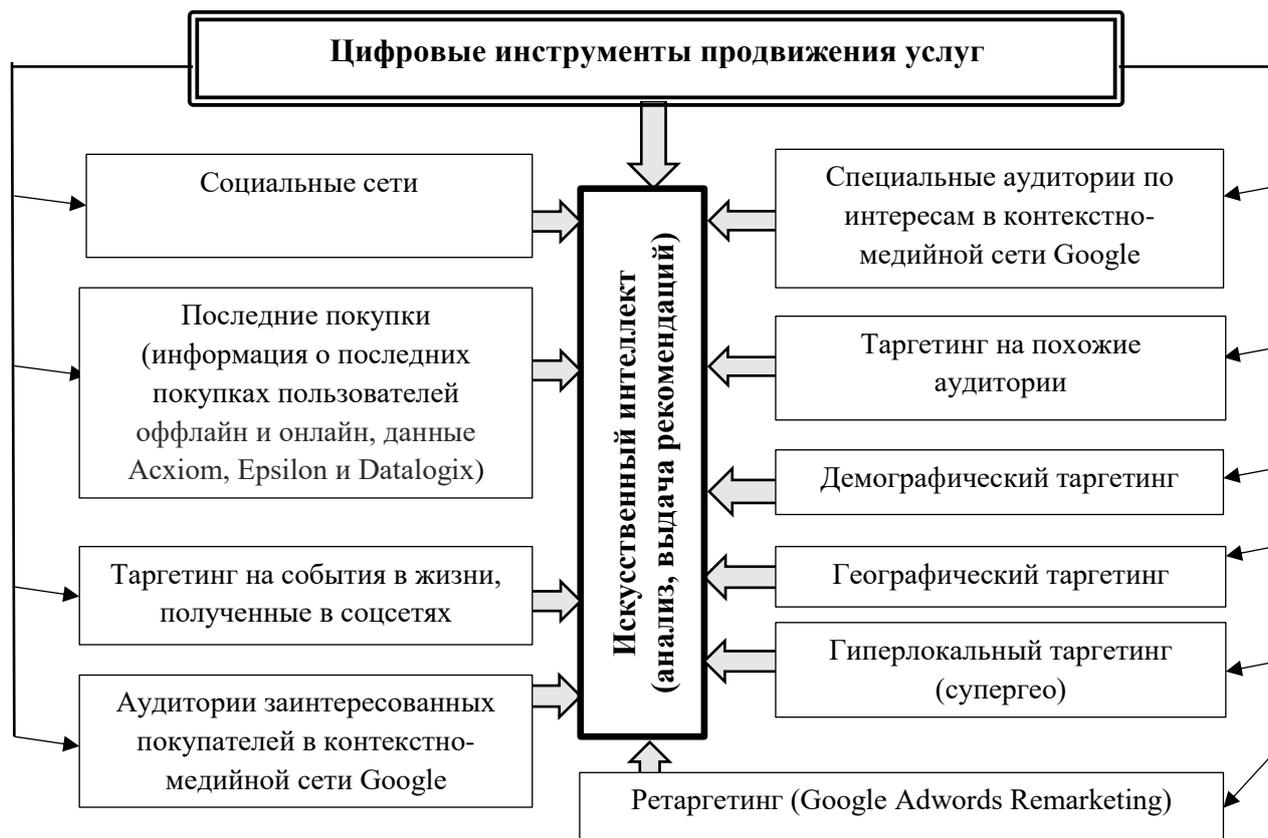 Цифровые инструменты продвижения услуг
Социальные сети
Последние покупки
(информация о последних
покупках пользователей
оффлайн и онлайн, данные
Acxiom, Epsilon и Datalogix)
Таргетинг на события в жизни,
полученные в соцсетях
Аудитории заинтересованных
покупателей в контекстно-
медийной сети Google
Искусственный интеллект
(анализ, выдача рекомендаций)
Специальные аудитории по
интересам в контекстно-
медийной сети Google
Таргетинг на похожие
аудитории
Демографический таргетинг
Географический таргетинг
Гиперлокальный таргетинг
(супергео)
Ретаргетинг (Google Adwords Remarketing)